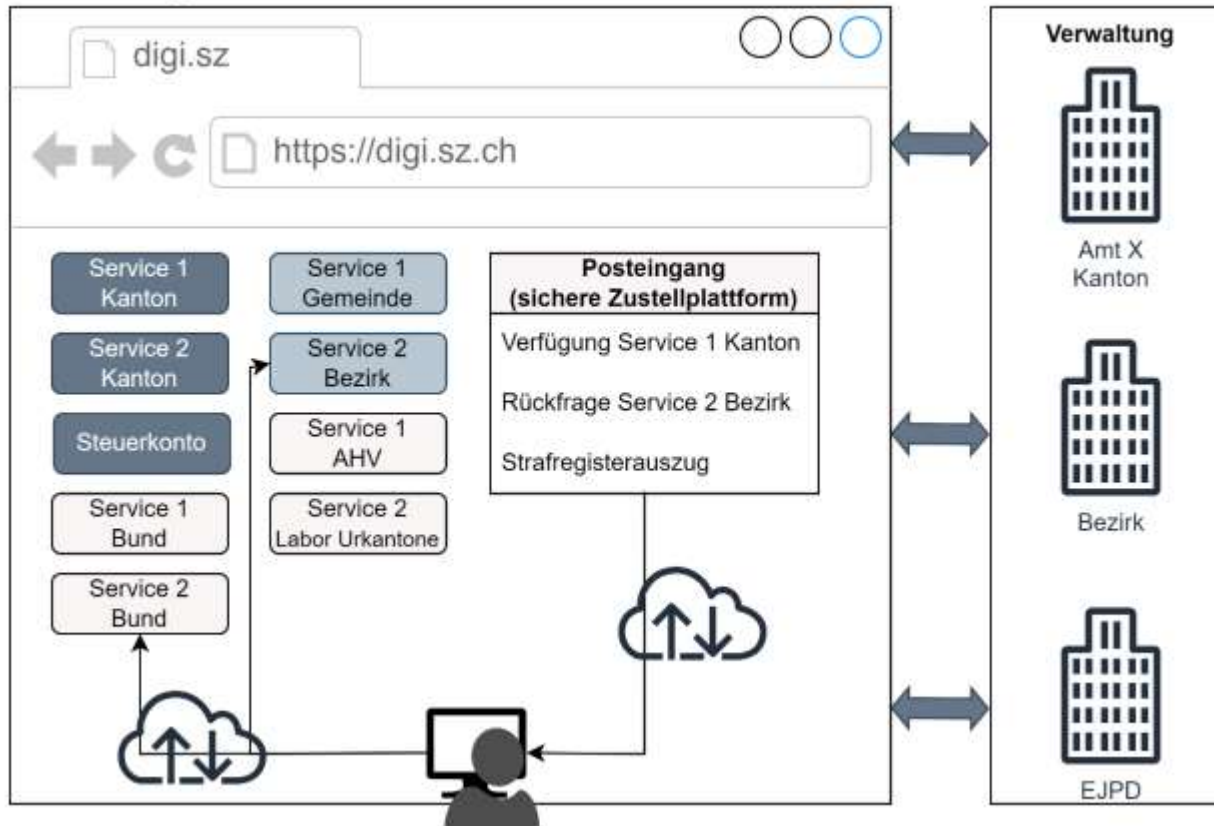 digi.sz
https://digi.sz.ch
Service 1
Kanton
Service 1
Gemeinde
Service 2
Kanton
Service 2
Bezirk
Steuerkonto
Service 1
AHV
Service 1
Bund
Service 2
Labor Urkantone
Service 2
Bund
Posteingang
(sichere Zustellplattform)
Verfügung Service 1 Kanton
Rückfrage Service 2 Bezirk
Strafregisterauszug
Verwaltung
Amt X
Kanton
Bezirk
EJPD